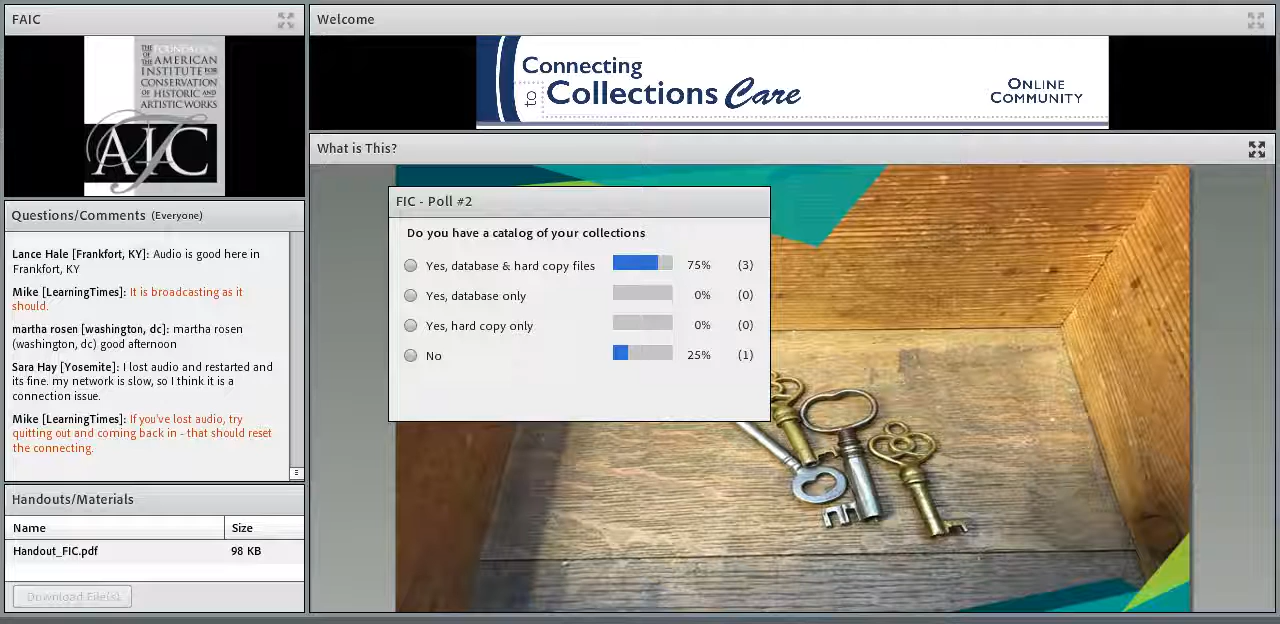 FAIC
THE FOUNDATION
OF THE AMERICAN
INSTITUTE FOR
CONSERVATION
OF HISTORIC AND
ARTISTIC WORKS
AIC
Welcome
Connecting
to Collections Care
ONLINE
COMMUNITY
What is This?
Questions/Comments (Everyone)
Lance Hale [Frankfort, KY]: Audio is good here in
Frankfort, KY
Mike [LearningTimes]: It is broadcasting as it
should.
martha rosen [washington, dc]: martha rosen
(washington, dc) good afternoon
Sara Hay [Yosemite]: I lost audio and restarted and
its fine. my network is slow, so I think it is a
connection issue.
Mike [LearningTimes]: If you've lost audio, try
quitting out and coming back in - that should reset
the connecting.
Handouts/Materials
Name Size
Handout_FIC.pdf 98 KB
Download File(s)
FIC - Poll #2
Do you have a catalog of your collections
Yes, database & hard copy files 75% (3)
Yes, database only 0% (0)
Yes, hard copy only 0% (0)
No 25% (1)